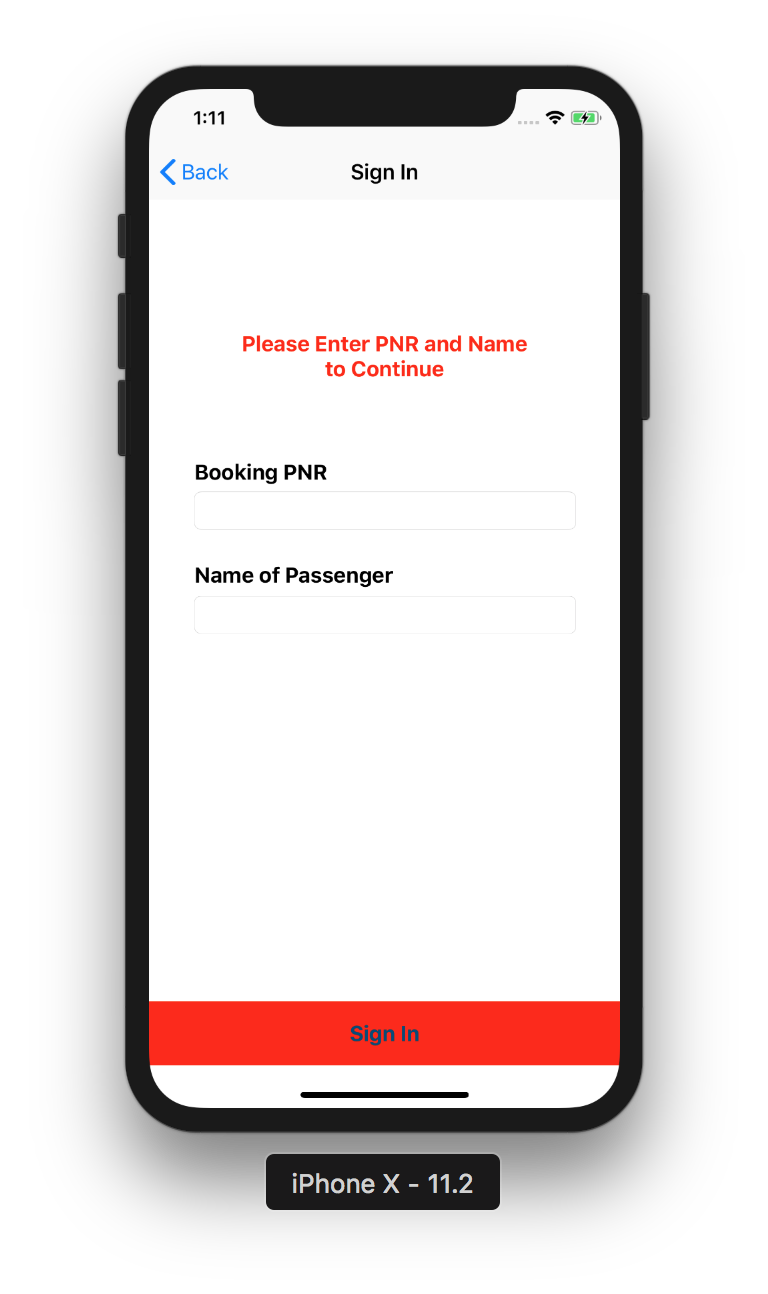 1:11
Back
Sign In
Please Enter PNR and Name
to Continue
Booking PNR
Name of Passenger
Sign In
iPhone X - 11.2